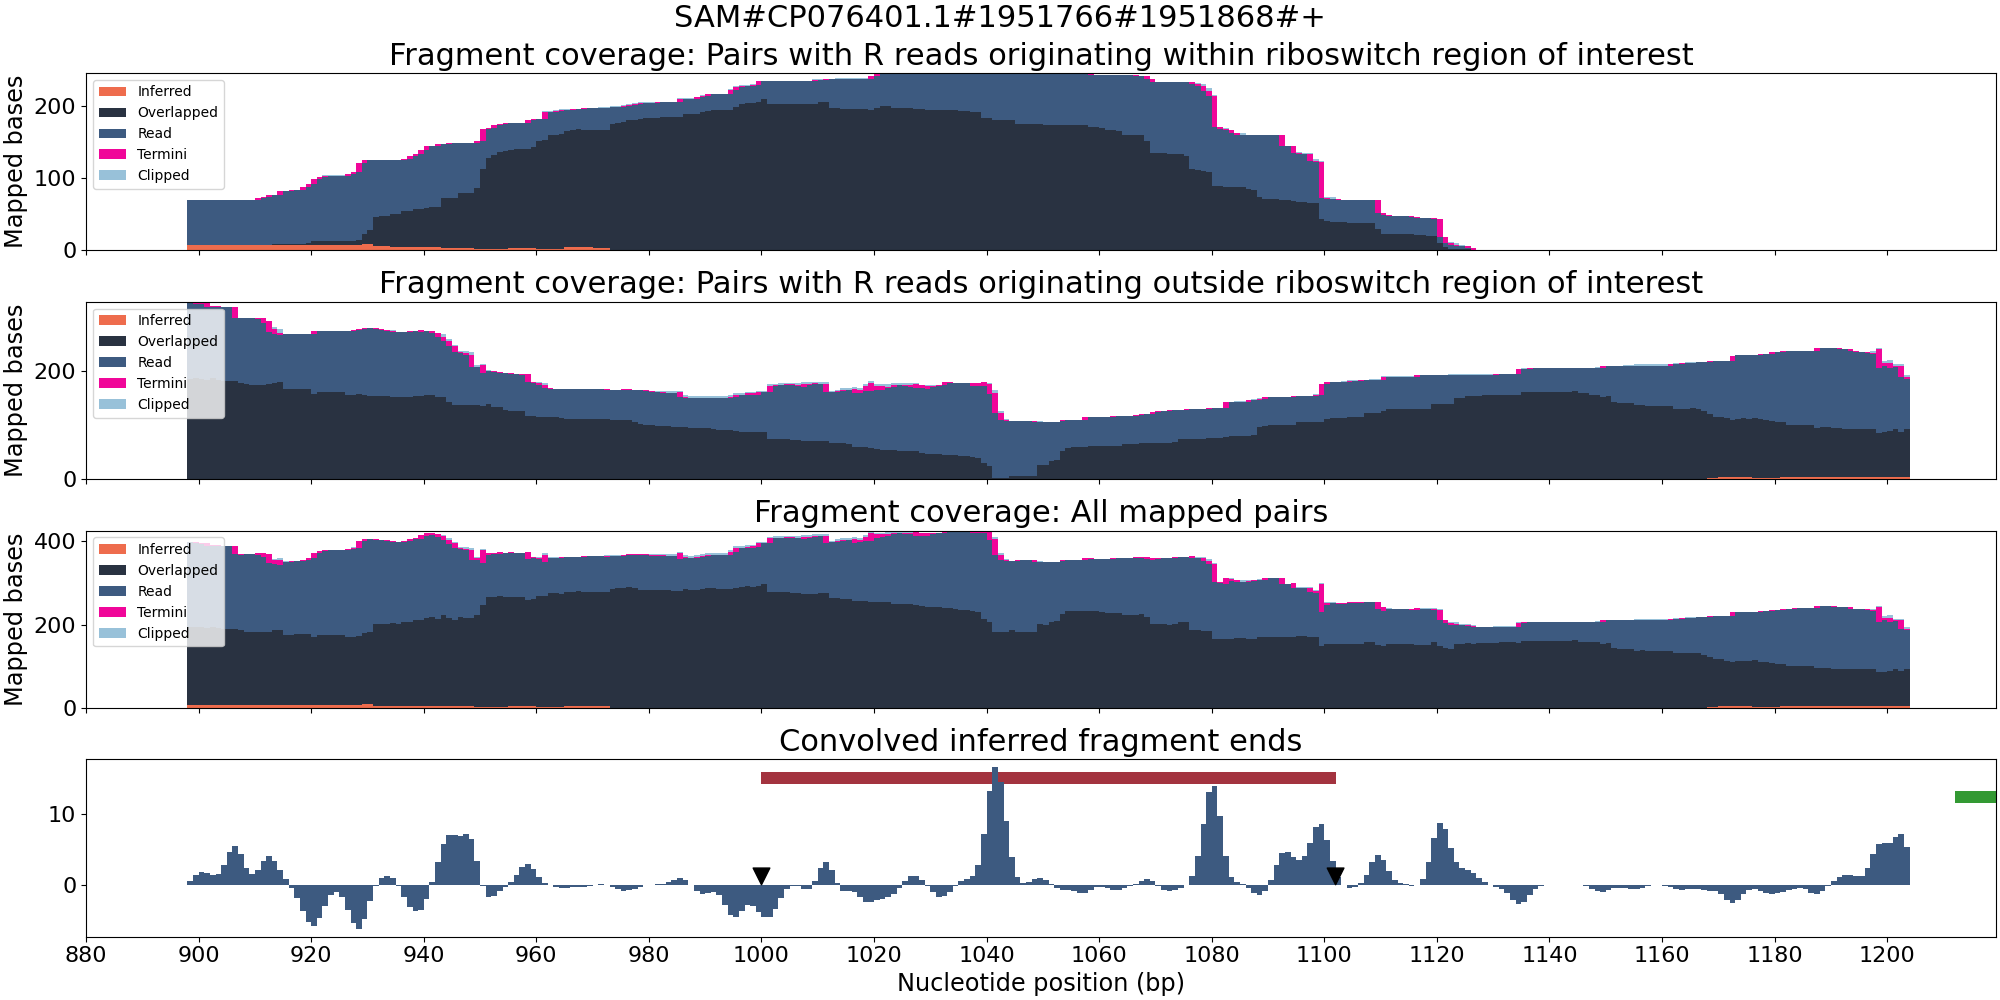 SAM#CP076401.1#1951766#1951868#+
Fragment coverage: Pairs with R reads originating within riboswitch region of interest
Mapped bases
200
100
0
Inferred
Overlapped
Read
Termini
Clipped
Fragment coverage: Pairs with R reads originating outside riboswitch region of interest
Mapped bases
200
0
Inferred
Overlapped
Read
Termini
Clipped
Fragment coverage: All mapped pairs
Mapped bases
400
200
0
Inferred
Overlapped
Read
Termini
Clipped
Convolved inferred fragment ends
10
0
880 900 920 940 960 980 1000 1020 1040 1060 1080 1100 1120 1140 1160 1180 1200
Nucleotide position (bp)